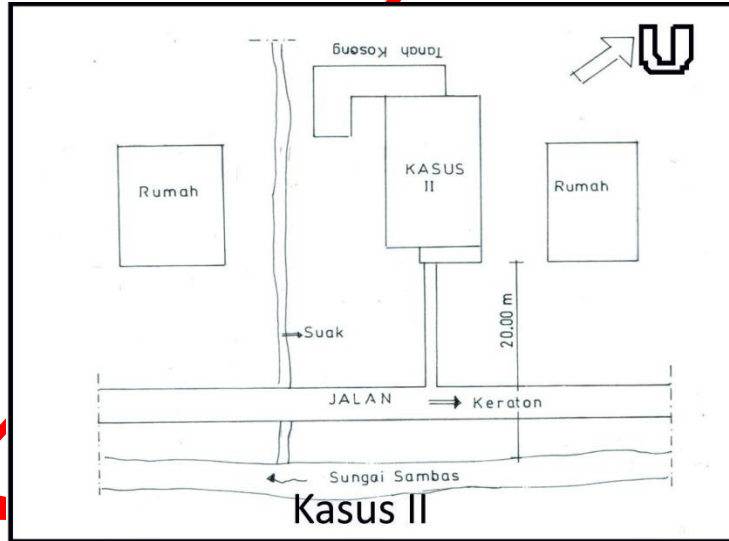 U
Tanah Kosong
Rumah
KASUS
II
Rumah
20.00 m
Suak
JALAN
Keraton
Sungai Sambas
Kasus II